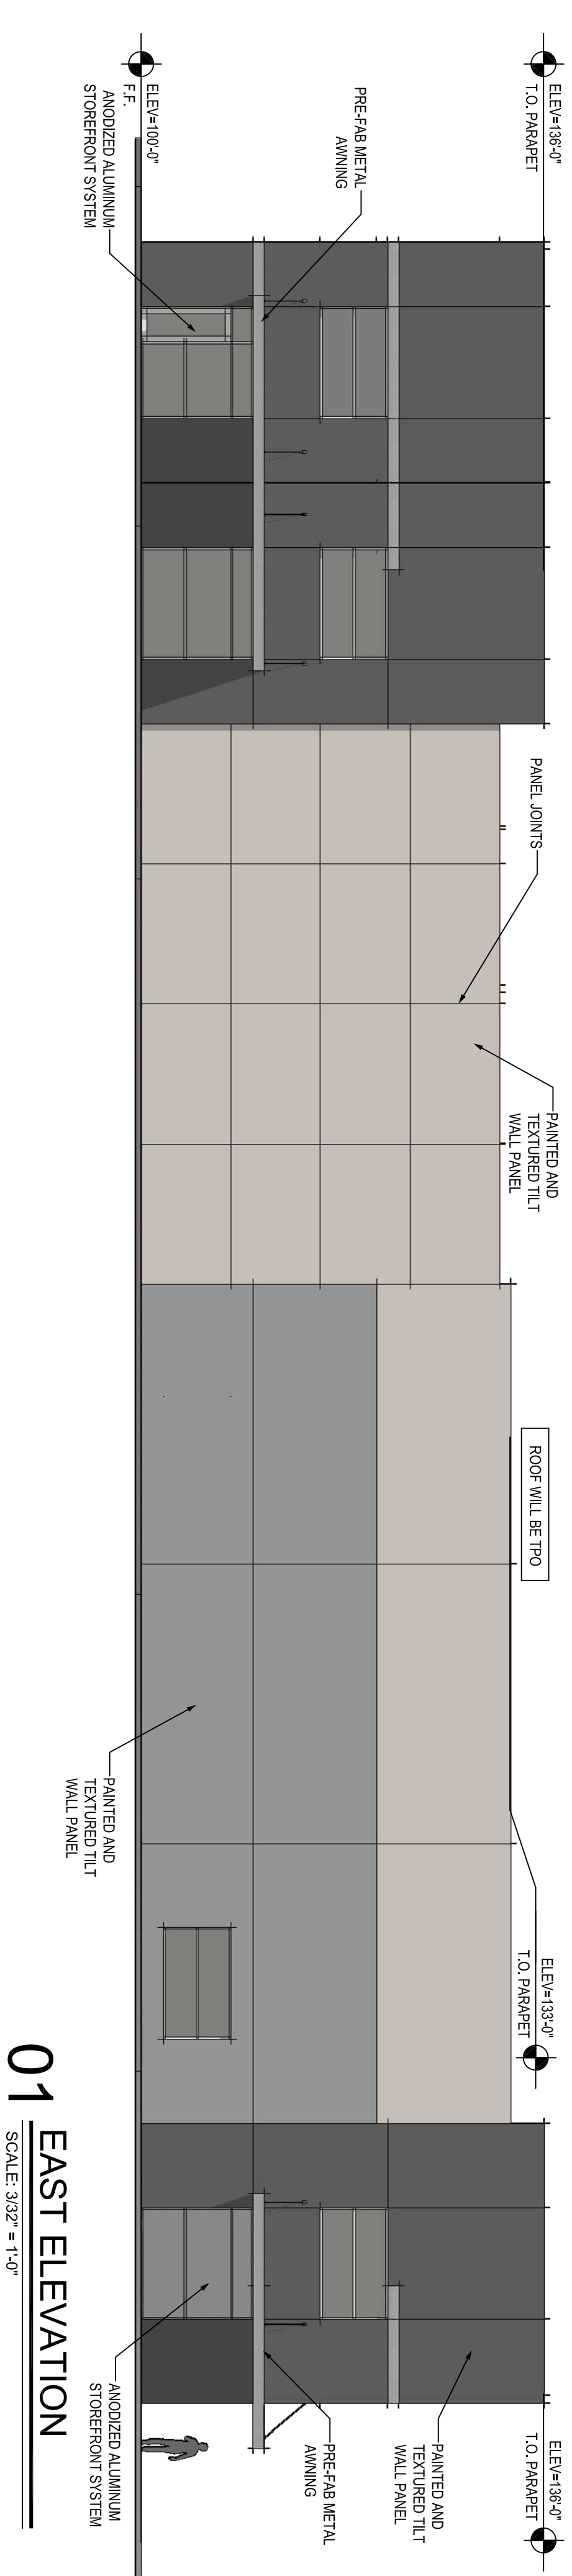 ELEV=136'-0"
T.O. PARAPET
ELEV=100'-0"
F.F.
PRE-FAB METAL
AWNING
ANODIZED ALUMINUM
STOREFRONT SYSTEM
PANEL JOINTS
PAINTED AND
TEXTURED TILT
WALL PANEL
ROOF WILL BE TPO
PAINTED AND
TEXTURED TILT
WALL PANEL
ELEV=133'-0"
T.O. PARAPET
ELEV=136'-0"
T.O. PARAPET
PAINTED AND
TEXTURED TILT
WALL PANEL
PRE-FAB METAL
AWNING
ANODIZED ALUMINUM
STOREFRONT SYSTEM
01
EAST ELEVATION
SCALE: 3/32" = 1'-0"